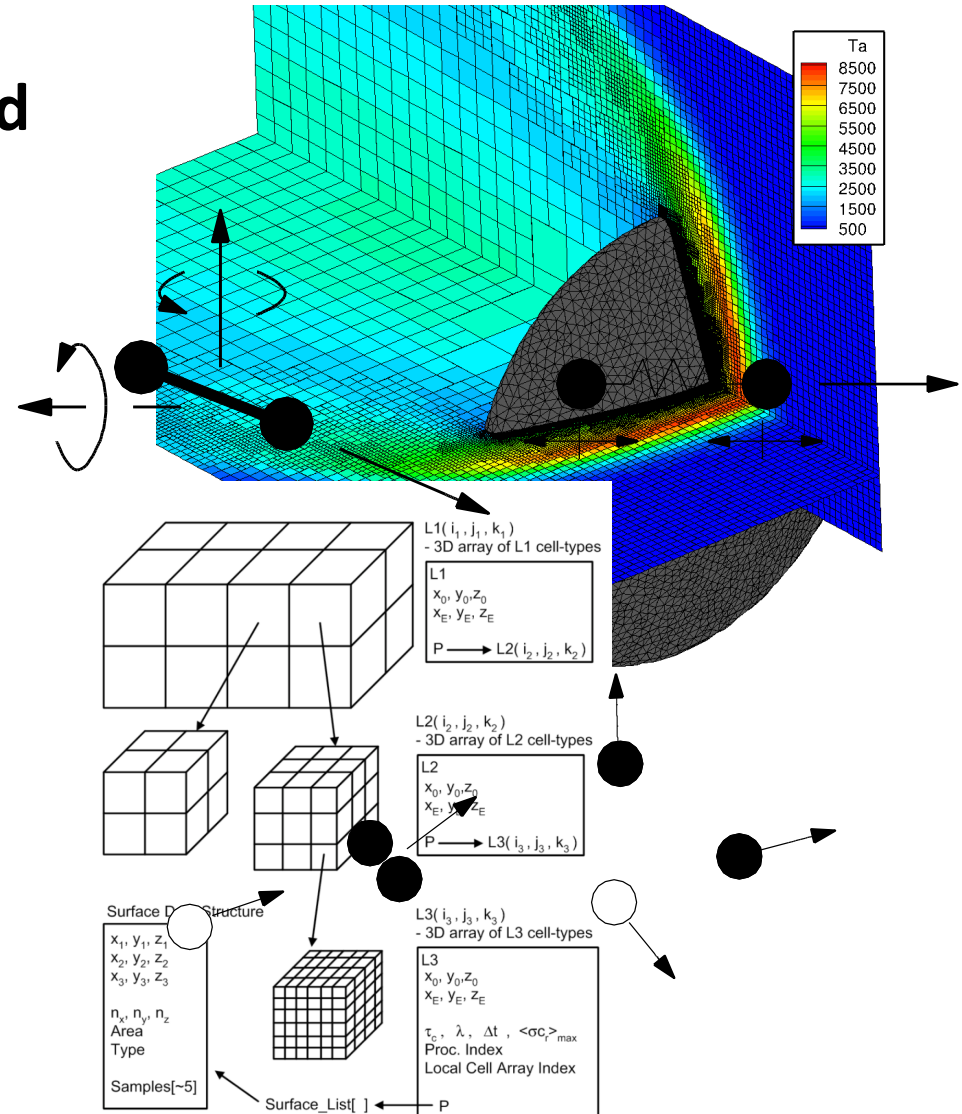 d
Ta
8500
7500
6500
5500
4500
3500
2500
1500
500
L1( i1 , j1 , k1 )
- 3D array of L1 cell-types
L1
x0, y0,z0
xE, yE, zE
P L2( i2 , j2 , k2 )
L2( i2 , j2 , k2 )
- 3D array of L2 cell-types
L2
x0, y0,z0
xE, y zE
P L3( i3 , j3 , k3 )
Surface Structure
x1, y1, z1
x2, y2, z2
x3, y3, z3
nx, ny, nz
Area
Type
Samples[~5]
L3( i3 , j3 , k3 )
- 3D array of L3 cell-types
L3
x0, y0,z0
xE, yE, zE
τc , λ , Δt , <σcr>max
Proc. Index
Local Cell Array Index
Surface_List[ ] P